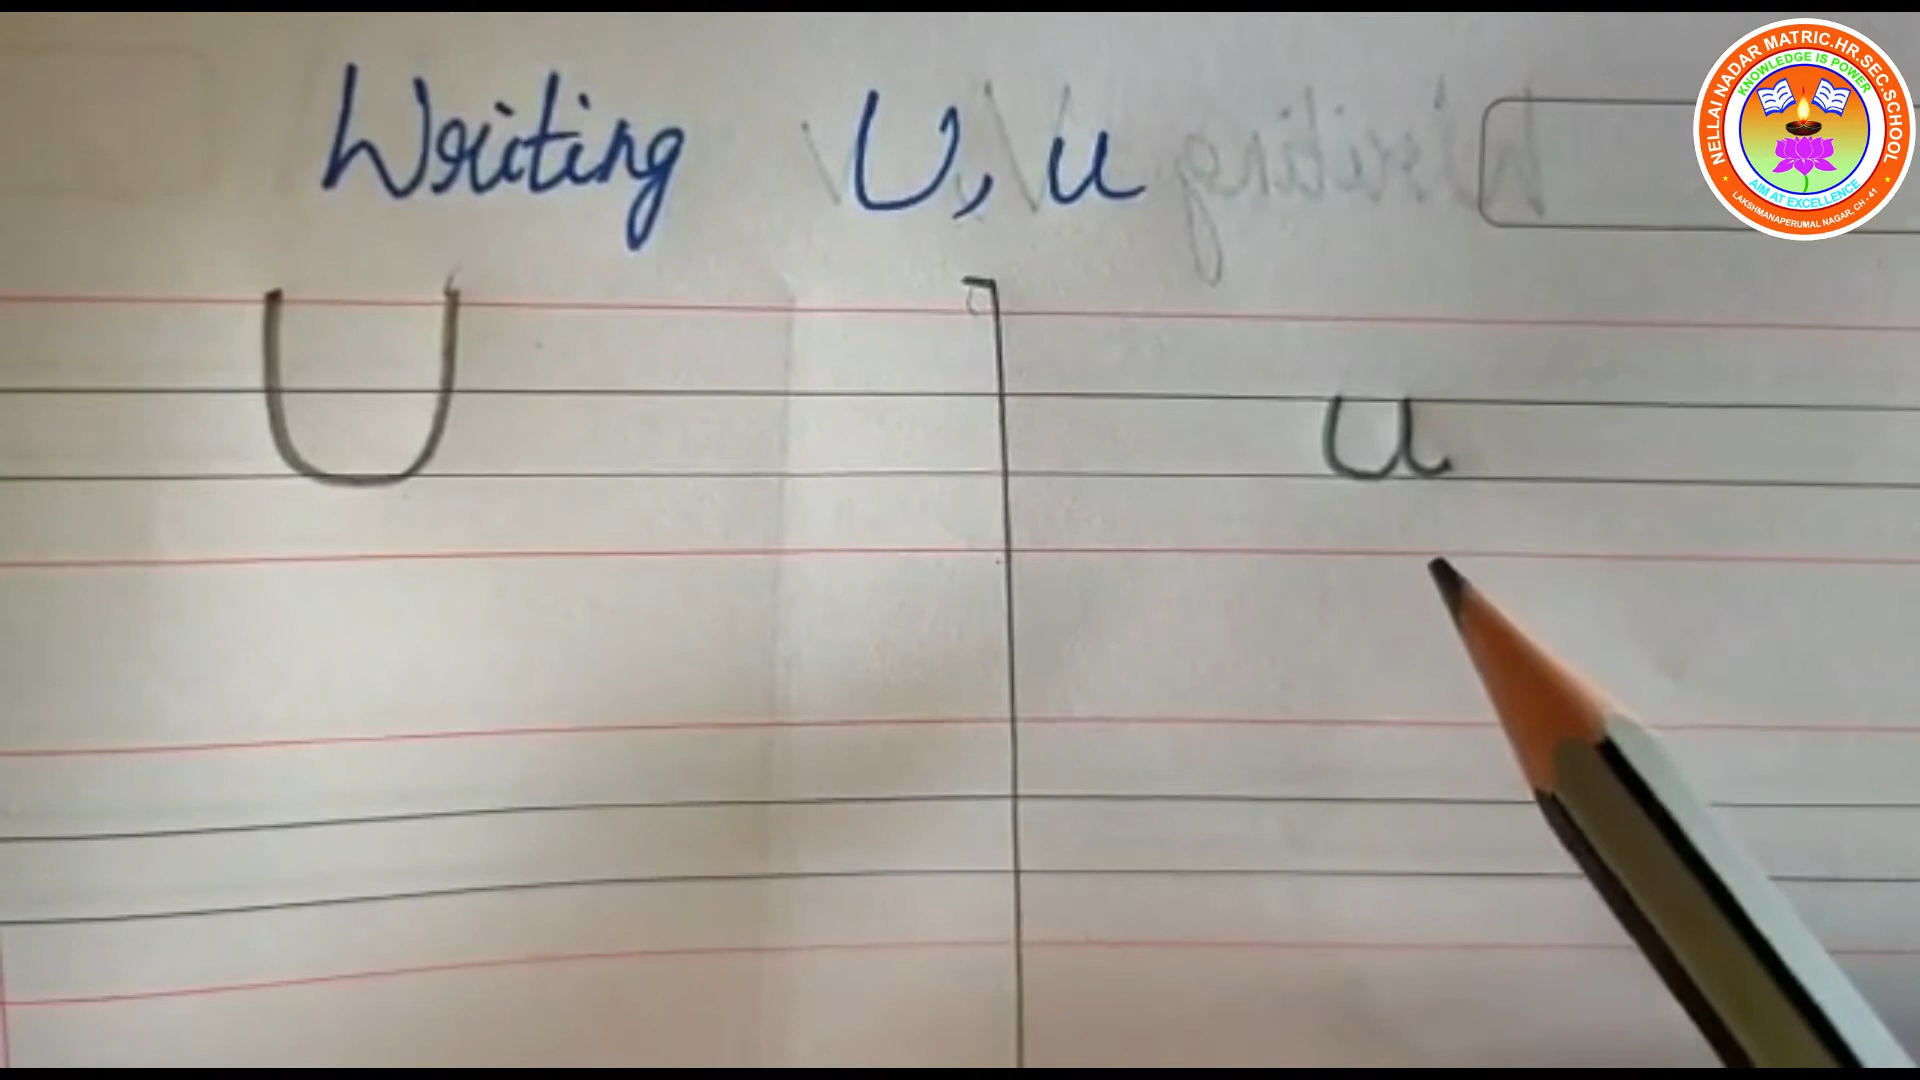 Writing U, u
U u
NELLAI NADAR MATRIC.HR.SEC.SCHOOL
KNOWLEDGE IS POWER
AIM AT EXCELLENCE
LAKSHMANAPERUMAL NAGAR, CH - 41